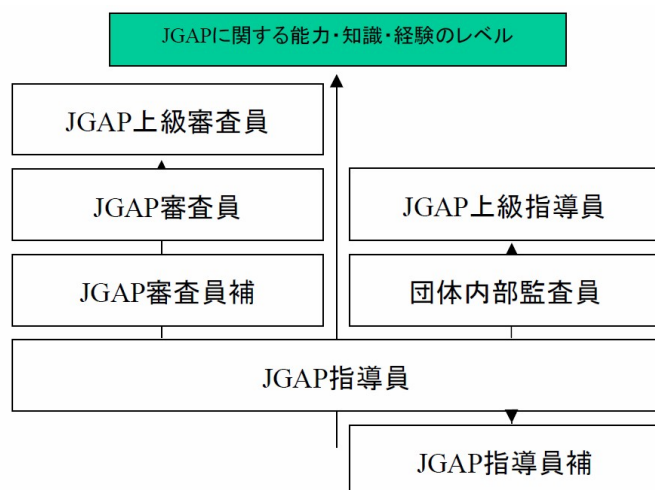 JGAPに関する能力・知識・経験のレベル
JGAP上級審査員
JGAP審査員
JGAP上級指導員
JGAP審査員補
団体内部監査員
JGAP指導員
JGAP指導員補